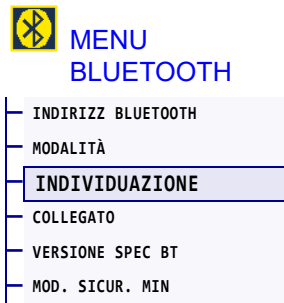 MENU
BLUETOOTH
INDIRIZZ BLUETOOTH
MODALITÀ
INDIVIDUAZIONE
COLLEGATO
VERSIONE SPEC BT
MOD. SICUR. MIN